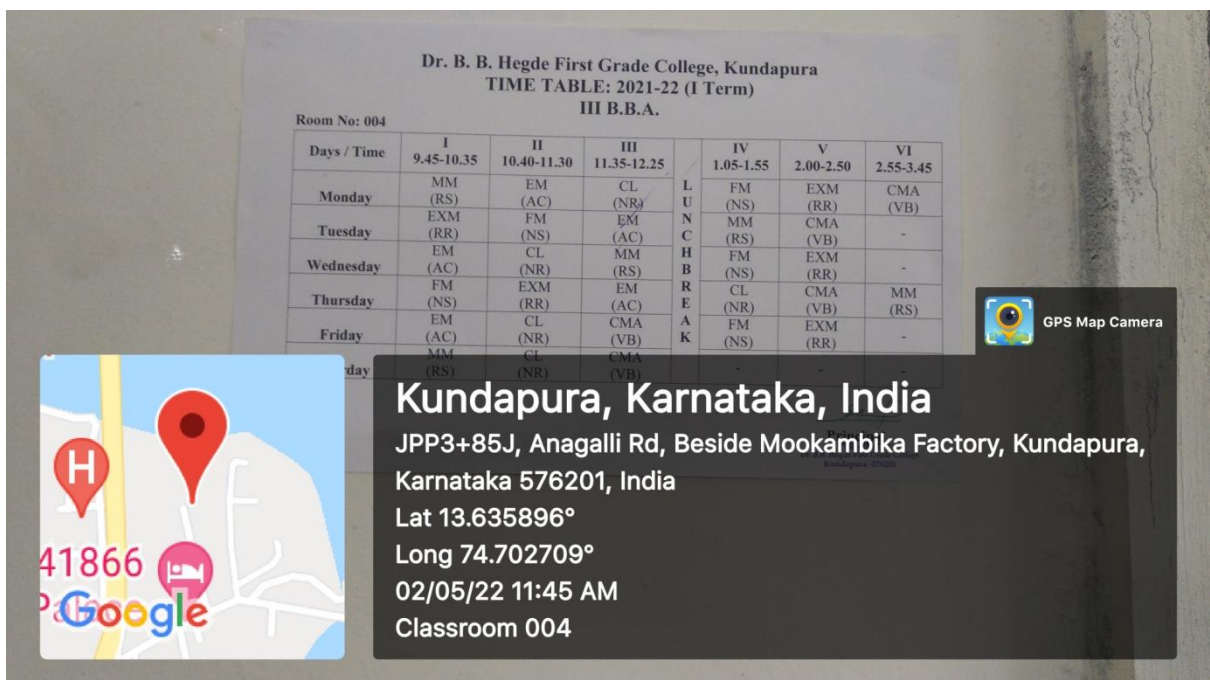 Dr. B. B. Hegde First Grade College, Kundapura
TIME TABLE: 2021-22 (I Term)
III B.B.A.
Room No: 004
Days / Time I II III IV V VI
9.45-10.35 10.40-11.30 11.35-12.25 1.05-1.55 2.00-2.50 2.55-3.45
LUNCH BREAK
Monday MM EM CL FM EXM CMA
(RS) (AC) (NR) (NS) (RR) (VB)
Tuesday EXM FM EM MM CMA -
(RR) (NS) (AC) (RS) (VB)
Wednesday EM CL MM FM EXM -
(AC) (NR) (RS) (NS) (RR)
Thursday FM EXM EM CL CMA MM
(NS) (RR) (AC) (NR) (VB) (RS)
Friday EM CL CMA FM EXM -
(AC) (NR) (VB) (NS) (RR)
rday MM CL CMA - - -
(RS) (NR) (VB)
GPS Map Camera
Kundapura, Karnataka, India
JPP3+85J, Anagalli Rd, Beside Mookambika Factory, Kundapura,
Karnataka 576201, India
Lat 13.635896°
Long 74.702709°
02/05/22 11:45 AM
Classroom 004
H
41866
Google